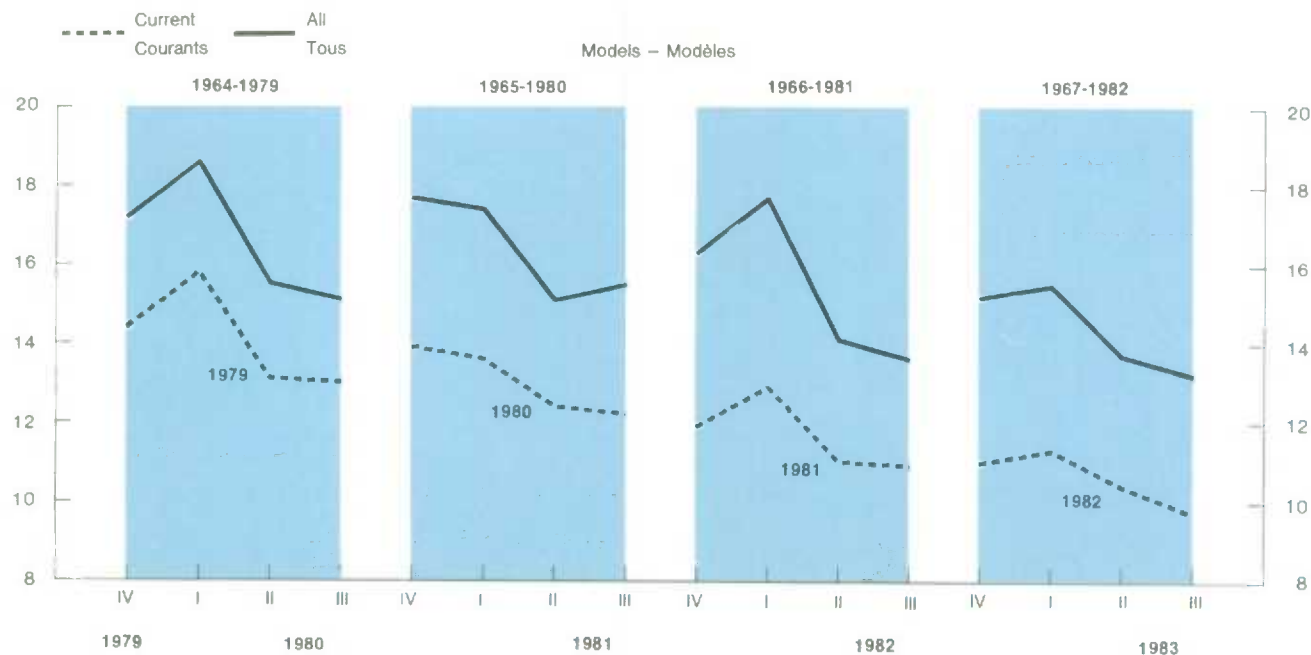 Current All
Courants Tous
Models – Modèles
1964-1979 1965-1980 1966-1981 1967-1982
20 20
18 18
16 16
14 14
1979
1980
12 12
1981
1982
10 10
8 8
IV I II III IV I II III IV I II III IV I II III
1979 1980 1981 1982 1983